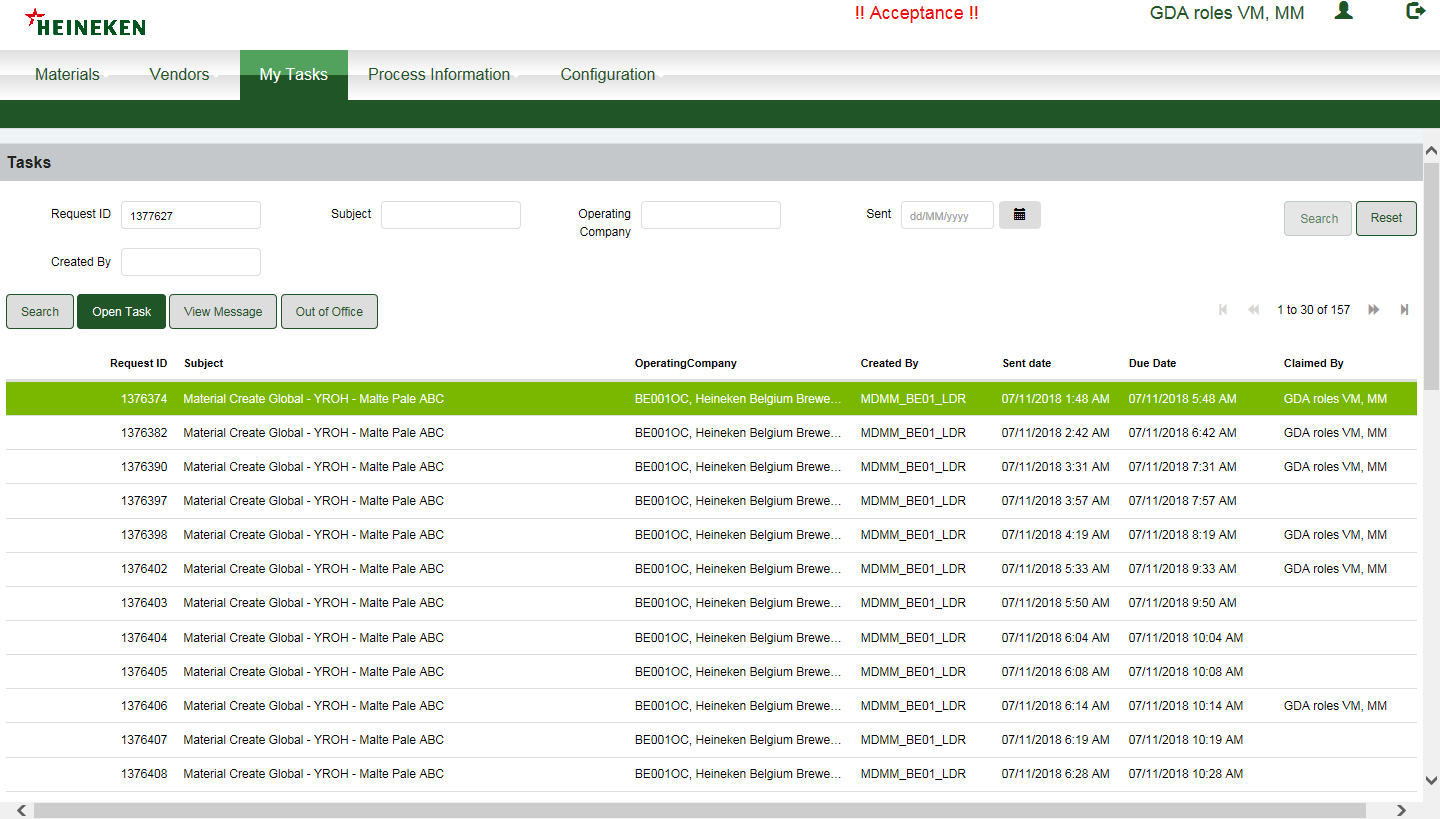 HEINEKEN
!! Acceptance !!
GDA roles VM, MM
Materials Vendors My Tasks Process Information Configuration
Tasks
Request ID 1377627 Subject Operating Company Sent dd/MM/yyyy Search Reset
Created By
Search Open Task View Message Out of Office 1 to 30 of 157
Request ID Subject OperatingCompany Created By Sent date Due Date Claimed By
1376374 Material Create Global - YROH - Malte Pale ABC BE001OC, Heineken Belgium Brewe... MDMM_BE01_LDR 07/11/2018 1:48 AM 07/11/2018 5:48 AM GDA roles VM, MM
1376382 Material Create Global - YROH - Malte Pale ABC BE001OC, Heineken Belgium Brewe... MDMM_BE01_LDR 07/11/2018 2:42 AM 07/11/2018 6:42 AM GDA roles VM, MM
1376390 Material Create Global - YROH - Malte Pale ABC BE001OC, Heineken Belgium Brewe... MDMM_BE01_LDR 07/11/2018 3:31 AM 07/11/2018 7:31 AM GDA roles VM, MM
1376397 Material Create Global - YROH - Malte Pale ABC BE001OC, Heineken Belgium Brewe... MDMM_BE01_LDR 07/11/2018 3:57 AM 07/11/2018 7:57 AM
1376398 Material Create Global - YROH - Malte Pale ABC BE001OC, Heineken Belgium Brewe... MDMM_BE01_LDR 07/11/2018 4:19 AM 07/11/2018 8:19 AM GDA roles VM, MM
1376402 Material Create Global - YROH - Malte Pale ABC BE001OC, Heineken Belgium Brewe... MDMM_BE01_LDR 07/11/2018 5:33 AM 07/11/2018 9:33 AM GDA roles VM, MM
1376403 Material Create Global - YROH - Malte Pale ABC BE001OC, Heineken Belgium Brewe... MDMM_BE01_LDR 07/11/2018 5:50 AM 07/11/2018 9:50 AM
1376404 Material Create Global - YROH - Malte Pale ABC BE001OC, Heineken Belgium Brewe... MDMM_BE01_LDR 07/11/2018 6:04 AM 07/11/2018 10:04 AM
1376405 Material Create Global - YROH - Malte Pale ABC BE001OC, Heineken Belgium Brewe... MDMM_BE01_LDR 07/11/2018 6:08 AM 07/11/2018 10:08 AM
1376406 Material Create Global - YROH - Malte Pale ABC BE001OC, Heineken Belgium Brewe... MDMM_BE01_LDR 07/11/2018 6:14 AM 07/11/2018 10:14 AM GDA roles VM, MM
1376407 Material Create Global - YROH - Malte Pale ABC BE001OC, Heineken Belgium Brewe... MDMM_BE01_LDR 07/11/2018 6:19 AM 07/11/2018 10:19 AM
1376408 Material Create Global - YROH - Malte Pale ABC BE001OC, Heineken Belgium Brewe... MDMM_BE01_LDR 07/11/2018 6:28 AM 07/11/2018 10:28 AM